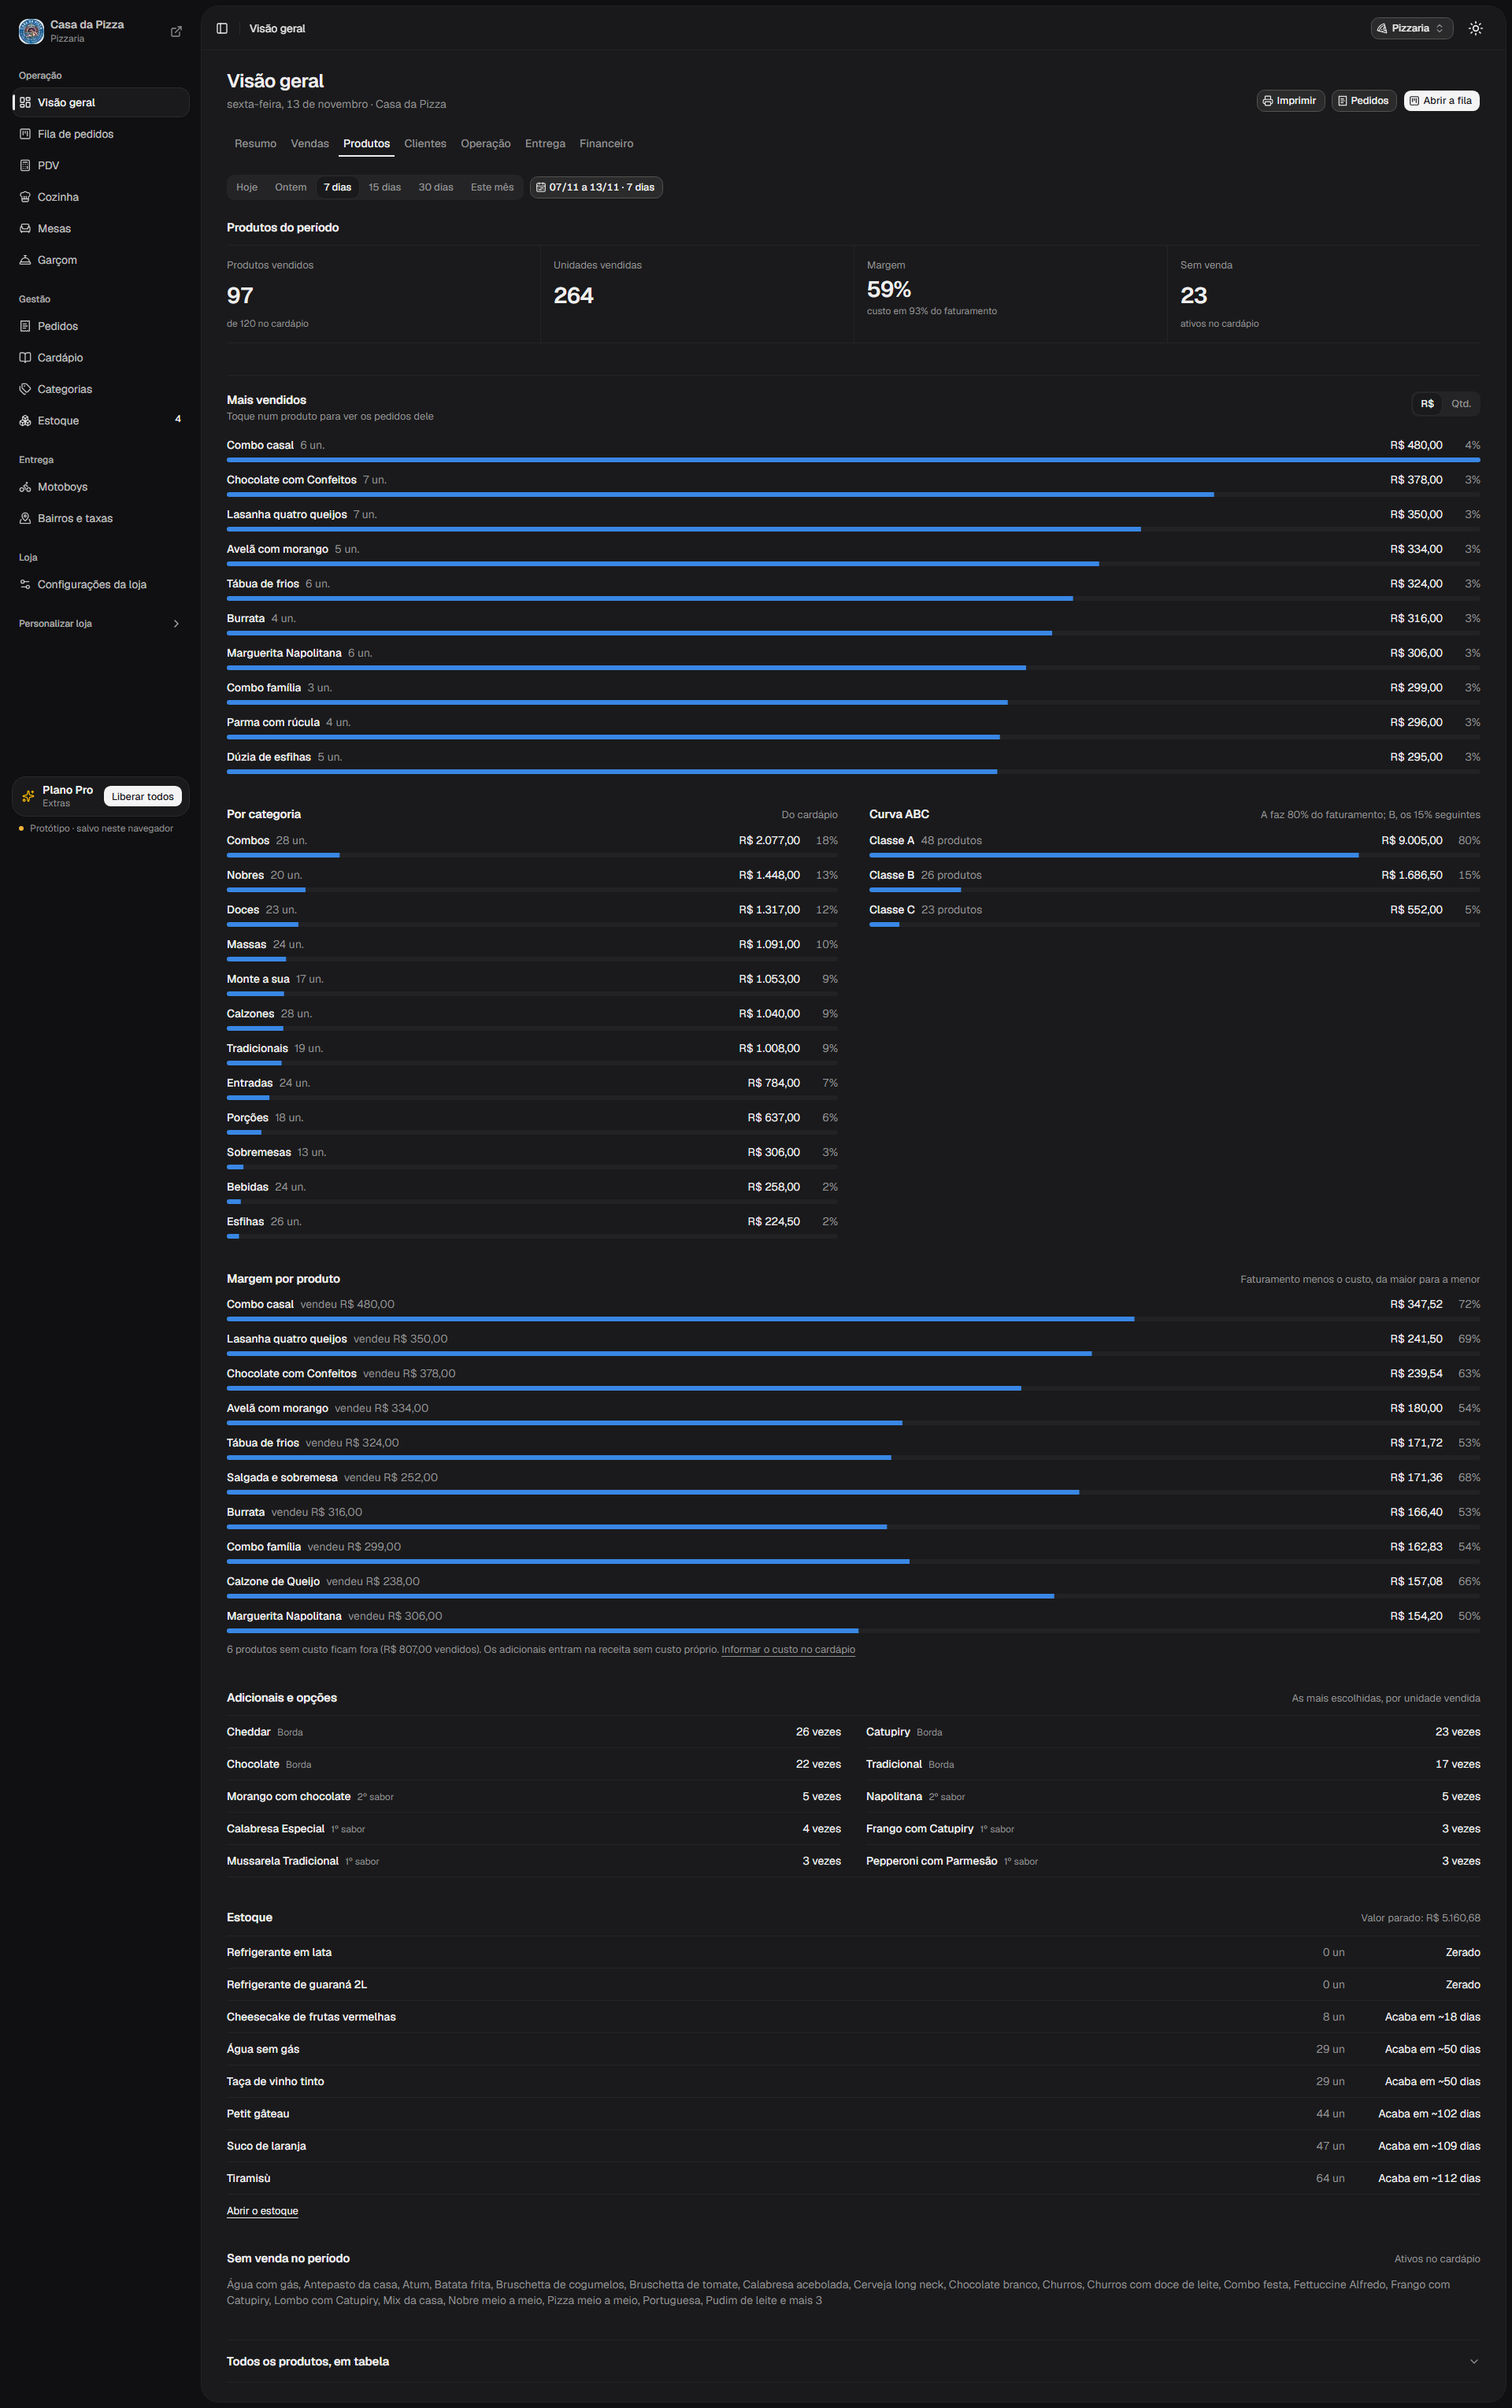 Casa da Pizza
Pizzaria
Operação
Visão geral
Fila de pedidos
PDV
Cozinha
Mesas
Garçom
Gestão
Pedidos
Cardápio
Categorias
Estoque 4
Entrega
Motoboys
Bairros e taxas
Loja
Configurações da loja
Personalizar loja
Plano Pro
Extras
Liberar todos
Protótipo · salvo neste navegador
Visão geral
Pizzaria
Visão geral
sexta-feira, 13 de novembro · Casa da Pizza
Imprimir Pedidos Abrir a fila
Resumo Vendas Produtos Clientes Operação Entrega Financeiro
Hoje Ontem 7 dias 15 dias 30 dias Este mês 07/11 a 13/11 · 7 dias
Produtos do período
Produtos vendidos
97
de 120 no cardápio
Unidades vendidas
264
Margem
59%
custo em 93% do faturamento
Sem venda
23
ativos no cardápio
Mais vendidos
Toque num produto para ver os pedidos dele
R$ Qtd.
Combo casal 6 un. R$ 480,00 4%
Chocolate com Confeitos 7 un. R$ 378,00 3%
Lasanha quatro queijos 7 un. R$ 350,00 3%
Avelã com morango 5 un. R$ 334,00 3%
Tábua de frios 6 un. R$ 324,00 3%
Burrata 4 un. R$ 316,00 3%
Marguerita Napolitana 6 un. R$ 306,00 3%
Combo família 3 un. R$ 299,00 3%
Parma com rúcula 4 un. R$ 296,00 3%
Dúzia de esfihas 5 un. R$ 295,00 3%
Por categoria Do cardápio
Combos 28 un. R$ 2.077,00 18%
Nobres 20 un. R$ 1.448,00 13%
Doces 23 un. R$ 1.317,00 12%
Massas 24 un. R$ 1.091,00 10%
Monte a sua 17 un. R$ 1.053,00 9%
Calzones 28 un. R$ 1.040,00 9%
Tradicionais 19 un. R$ 1.008,00 9%
Entradas 24 un. R$ 784,00 7%
Porções 18 un. R$ 637,00 6%
Sobremesas 13 un. R$ 306,00 3%
Bebidas 24 un. R$ 258,00 2%
Esfihas 26 un. R$ 224,50 2%
Curva ABC A faz 80% do faturamento; B, os 15% seguintes
Classe A 48 produtos R$ 9.005,00 80%
Classe B 26 produtos R$ 1.686,50 15%
Classe C 23 produtos R$ 552,00 5%
Margem por produto Faturamento menos o custo, da maior para a menor
Combo casal vendeu R$ 480,00 R$ 347,52 72%
Lasanha quatro queijos vendeu R$ 350,00 R$ 241,50 69%
Chocolate com Confeitos vendeu R$ 378,00 R$ 239,54 63%
Avelã com morango vendeu R$ 334,00 R$ 180,00 54%
Tábua de frios vendeu R$ 324,00 R$ 171,72 53%
Salgada e sobremesa vendeu R$ 252,00 R$ 171,36 68%
Burrata vendeu R$ 316,00 R$ 166,40 53%
Combo família vendeu R$ 299,00 R$ 162,83 54%
Calzone de Queijo vendeu R$ 238,00 R$ 157,08 66%
Marguerita Napolitana vendeu R$ 306,00 R$ 154,20 50%
6 produtos sem custo ficam fora (R$ 807,00 vendidos). Os adicionais entram na receita sem custo próprio. Informar o custo no cardápio
Adicionais e opções As mais escolhidas, por unidade vendida
Cheddar Borda 26 vezes Catupiry Borda 23 vezes
Chocolate Borda 22 vezes Tradicional Borda 17 vezes
Morango com chocolate 2º sabor 5 vezes Napolitana 2º sabor 5 vezes
Calabresa Especial 1º sabor 4 vezes Frango com Catupiry 1º sabor 3 vezes
Mussarela Tradicional 1º sabor 3 vezes Pepperoni com Parmesão 1º sabor 3 vezes
Estoque Valor parado: R$ 5.160,68
Refrigerante em lata 0 un Zerado
Refrigerante de guaraná 2L 0 un Zerado
Cheesecake de frutas vermelhas 8 un Acaba em ~18 dias
Água sem gás 29 un Acaba em ~50 dias
Taça de vinho tinto 29 un Acaba em ~50 dias
Petit gâteau 44 un Acaba em ~102 dias
Suco de laranja 47 un Acaba em ~109 dias
Tiramisù 64 un Acaba em ~112 dias
Abrir o estoque
Sem venda no período Ativos no cardápio
Água com gás, Antepasto da casa, Atum, Batata frita, Bruschetta de cogumelos, Bruschetta de tomate, Calabresa acebolada, Cerveja long neck, Chocolate branco, Churros, Churros com doce de leite, Combo festa, Fettuccine Alfredo, Frango com
Catupiry, Lombo com Catupiry, Mix da casa, Nobre meio a meio, Pizza meio a meio, Portuguesa, Pudim de leite e mais 3
Todos os produtos, em tabela